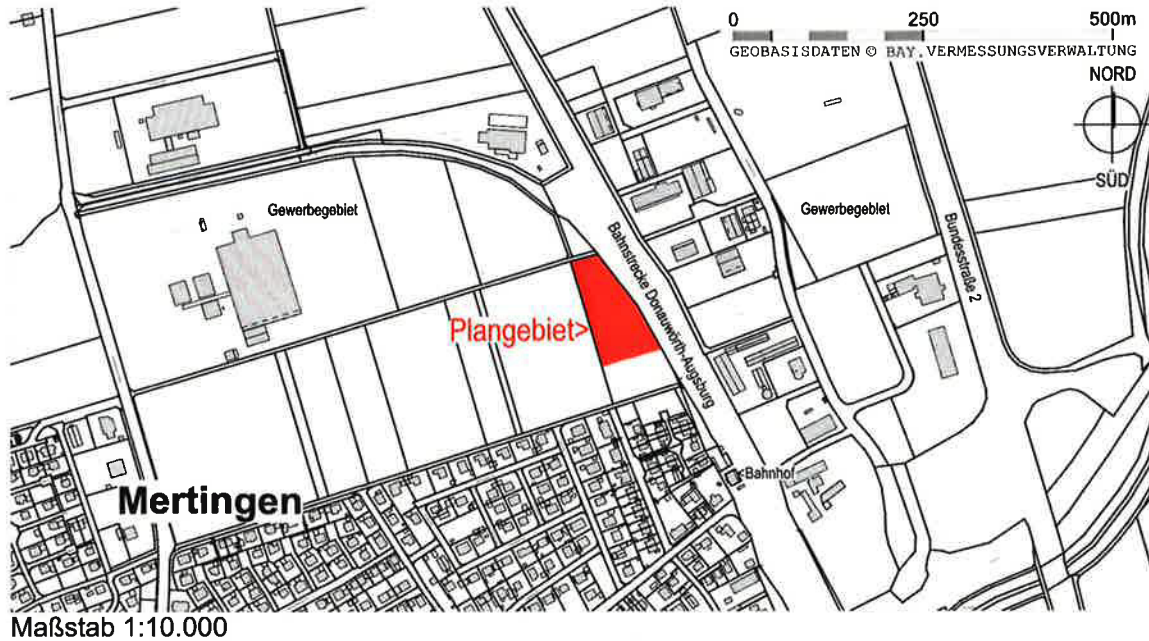 0 250 500m
GEOBASISDATEN © BAY. VERMESSUNGSVERWALTUNG
NORD
SÜD
Gewerbegebiet
Gewerbegebiet
Bahnstrecke Donauwörth-Augsburg
Bundesstraße 2
Plangebiet>
<Bahnhof
Mertingen
Maßstab 1:10.000